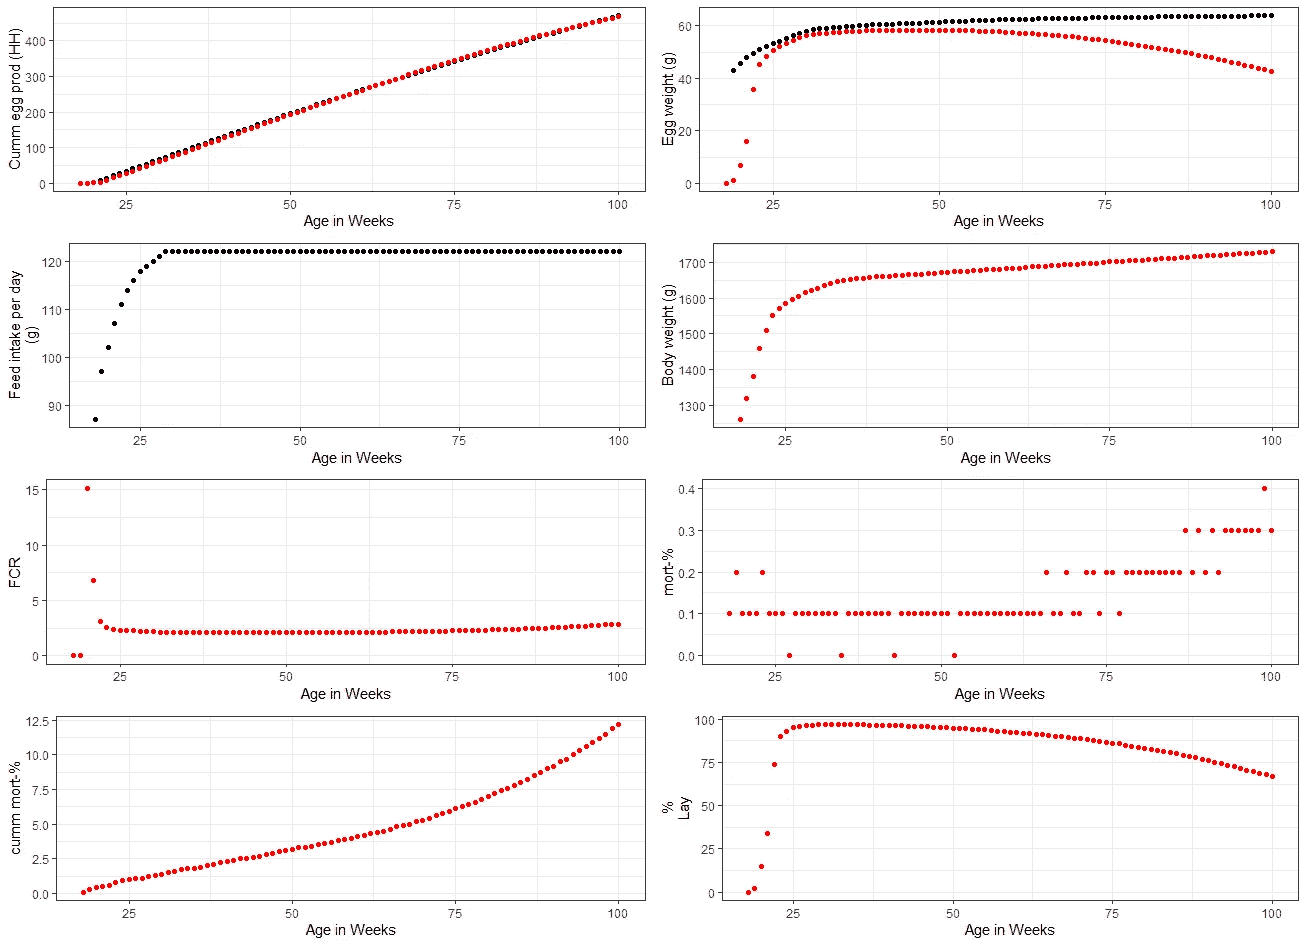 Cumm egg prod (HH)
400
300
200
100
0
25 50 75 100
Age in Weeks
Egg weight (g)
60
40
20
0
25 50 75 100
Age in Weeks
Feed intake per day
(g)
120
110
100
90
25 50 75 100
Age in Weeks
Body weight (g)
1700
1600
1500
1400
1300
25 50 75 100
Age in Weeks
FCR
15
10
5
0
25 50 75 100
Age in Weeks
mort-%
0.4
0.3
0.2
0.1
0.0
25 50 75 100
Age in Weeks
cumm mort-%
12.5
10.0
7.5
5.0
2.5
0.0
25 50 75 100
Age in Weeks
%
Lay
100
75
50
25
0
25 50 75 100
Age in Weeks